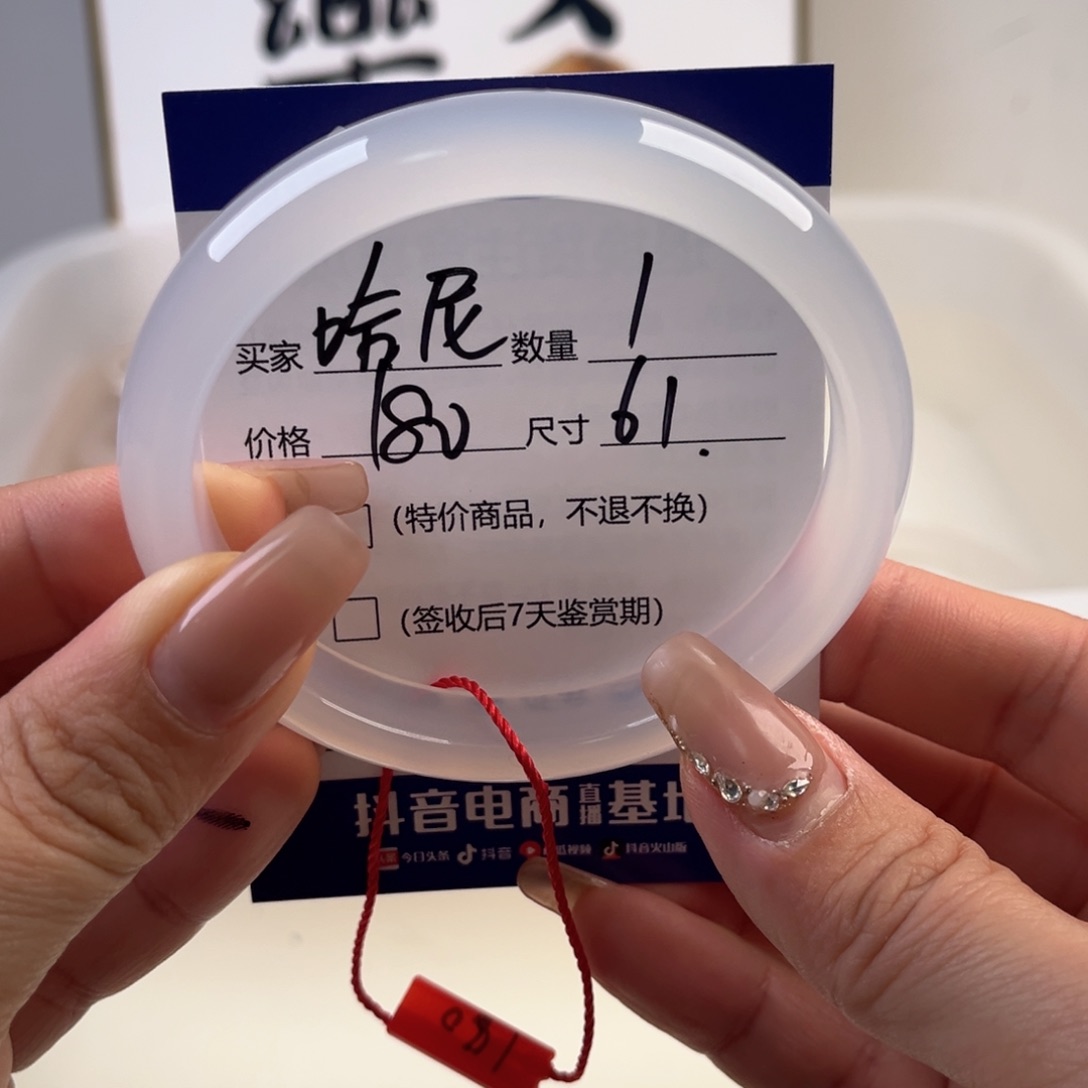 买家 哈尼 数量 1
价格 180 尺寸 61.
(特价商品，不退不换)
(签收后7天鉴赏期)
抖音电商直播基地
今日头条 抖音 西瓜视频 抖音火山版
180